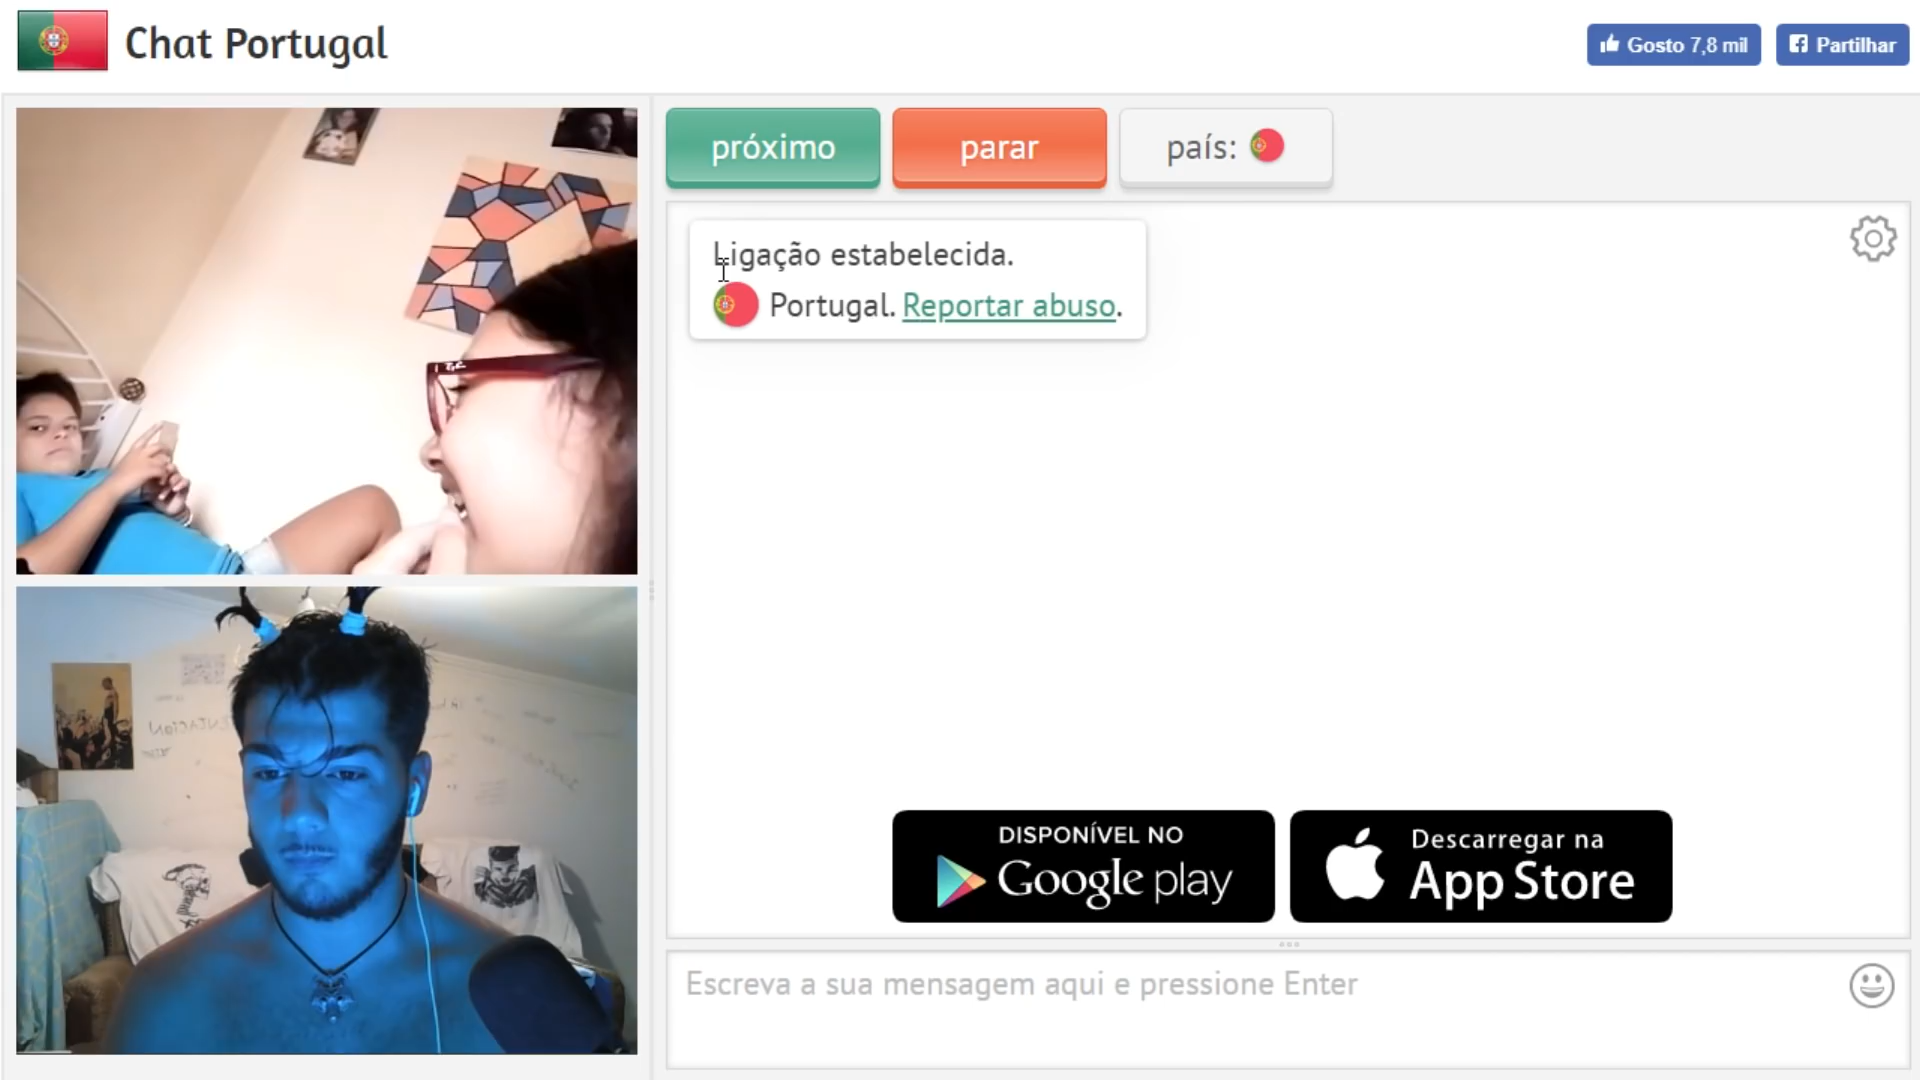 Chat Portugal
Gosto 7,8 mil
Partilhar
próximo
parar
país:
Ligação estabelecida.
Portugal. Reportar abuso.
DISPONÍVEL NO
Google play
Descarregar na
App Store
Escreva a sua mensagem aqui e pressione Enter